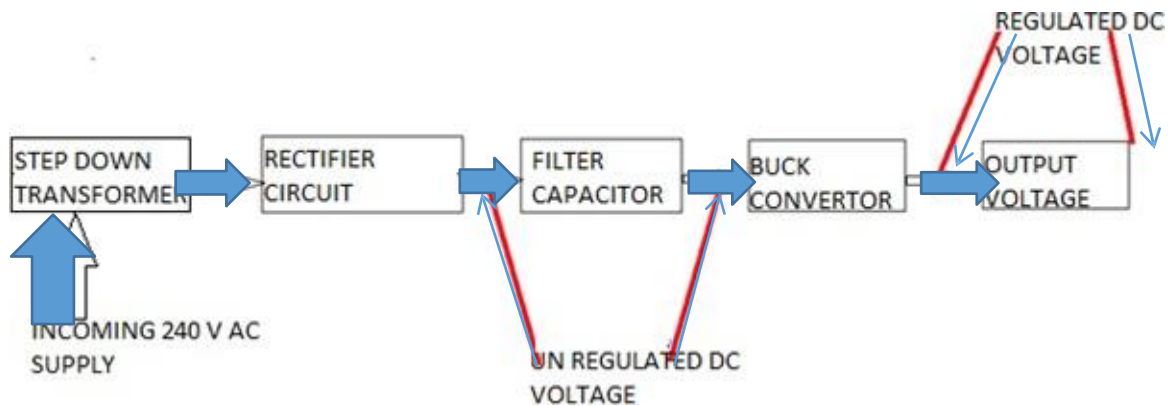 REGULATED DC
VOLTAGE
STEP DOWN
TRANSFORMER
RECTIFIER
CIRCUIT
FILTER
CAPACITOR
BUCK
CONVERTOR
OUTPUT
VOLTAGE
INCOMING 240 V AC
SUPPLY
UN REGULATED DC
VOLTAGE